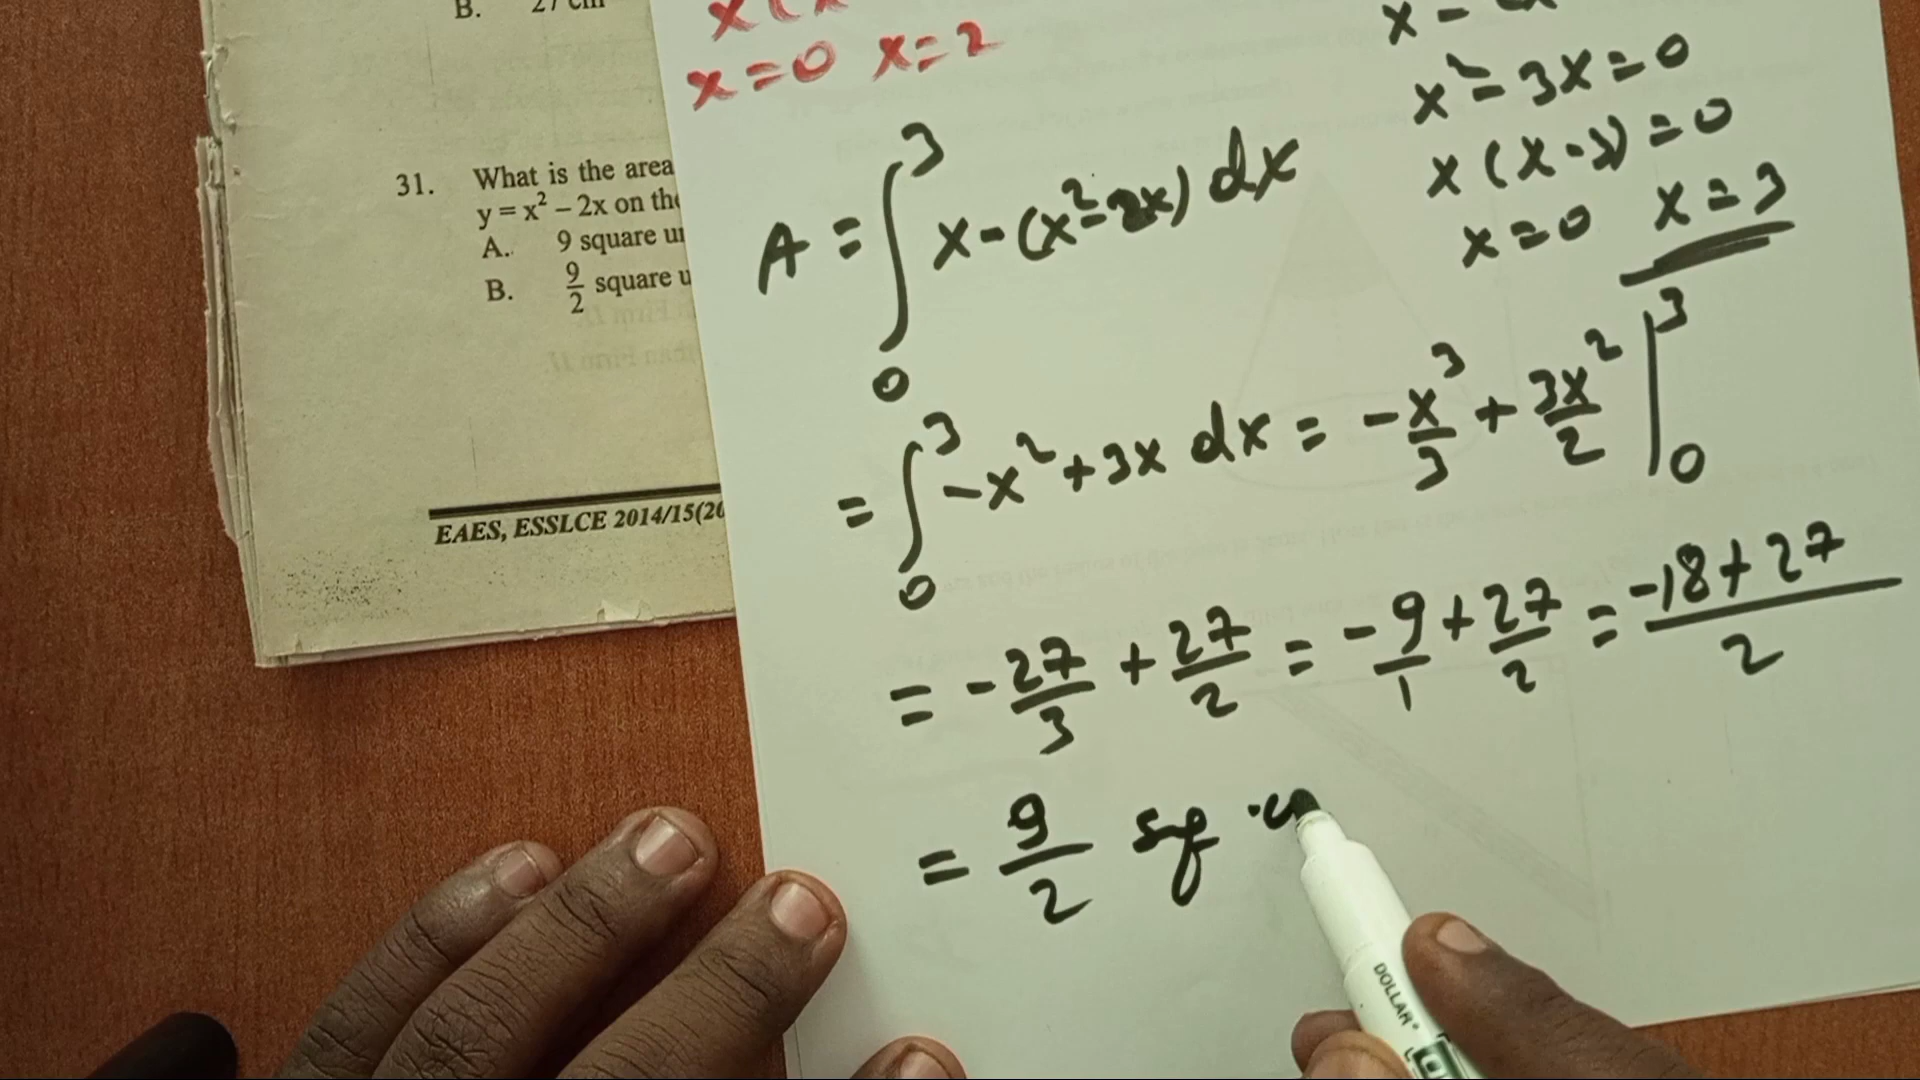 B. 27 cm
31. What is the area
y = x² – 2x on the
A. 9 square
B. 9/2 square
EAES, ESSLCE 2014/15(20
x=0 x=2
x² - 3x = 0
x(x-3) = 0
x=0 x=3
A = ∫₀³ x-(x²-2x) dx
= ∫₀³ -x²+3x dx = -x³/3 + 3x²/2 |₀³
= -27/3 + 27/2 = -9/1 + 27/2 = (-18+27)/2
= 9/2 sq .u
DOLLAR